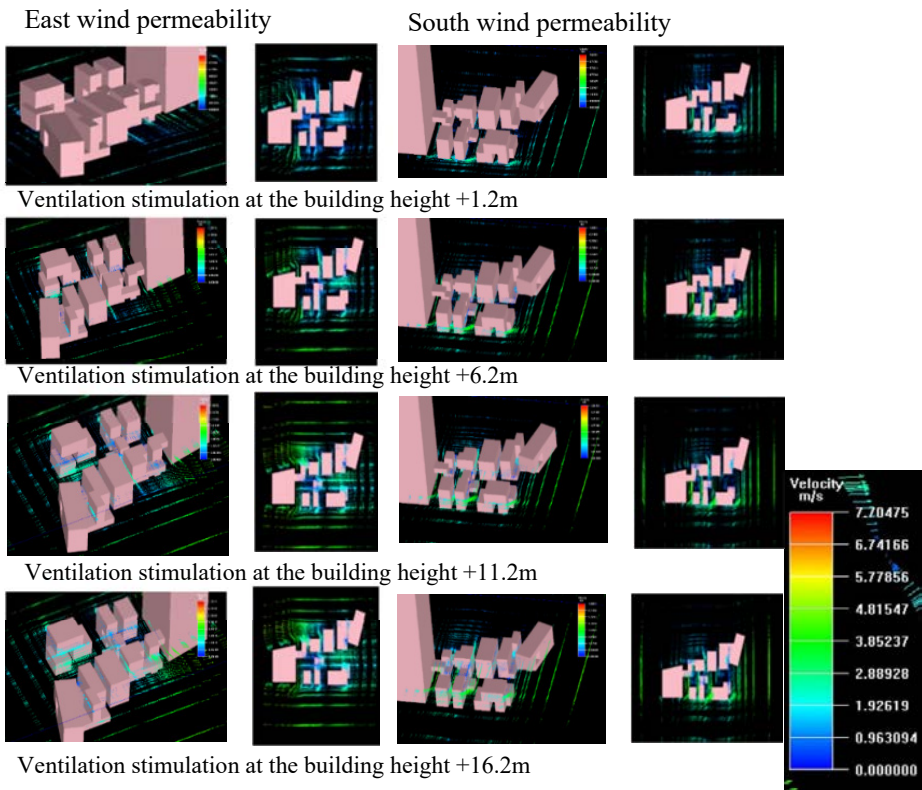 East wind permeability
South wind permeability
Ventilation stimulation at the building height +1.2m
Ventilation stimulation at the building height +6.2m
Ventilation stimulation at the building height +11.2m
Velocity
m/s
7.70475
6.74166
5.77856
4.81547
3.85237
2.88928
1.92619
0.963094
0.000000
Ventilation stimulation at the building height +16.2m